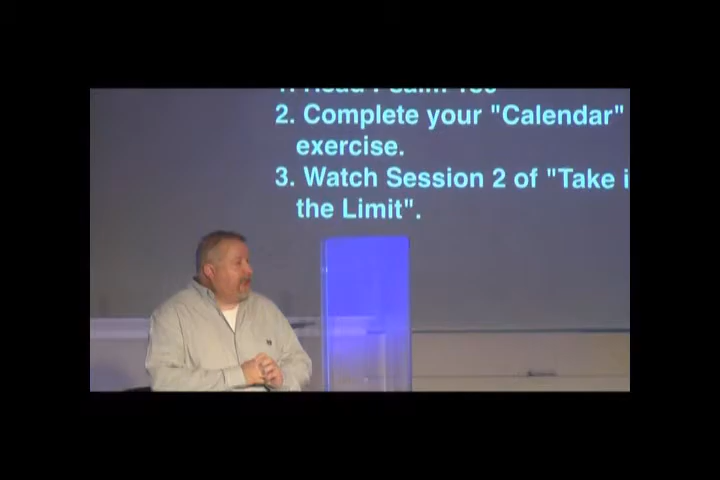 2. Complete your "Calendar"
exercise.
3. Watch Session 2 of "Take i
the Limit".